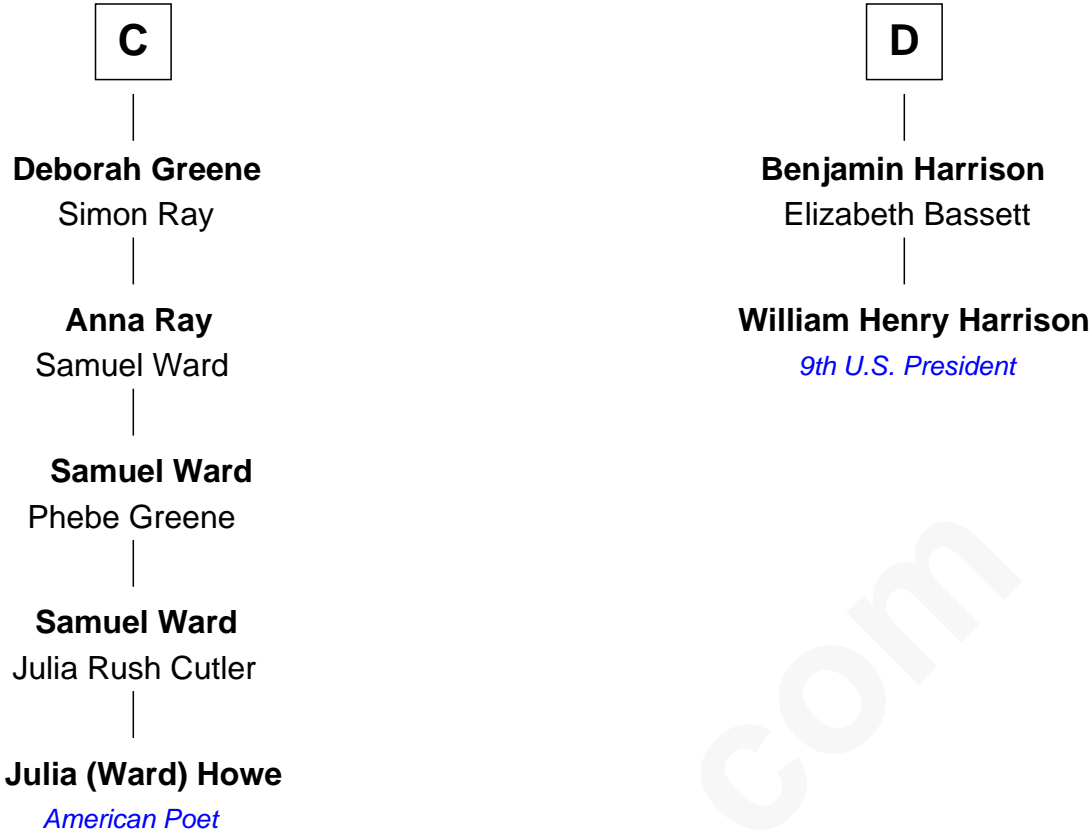 C
Deborah Greene
Simon Ray
Anna Ray
Samuel Ward
Samuel Ward
Phebe Greene
Samuel Ward
Julia Rush Cutler
Julia (Ward) Howe
American Poet
D
Benjamin Harrison
Elizabeth Bassett
William Henry Harrison
9th U.S. President
com